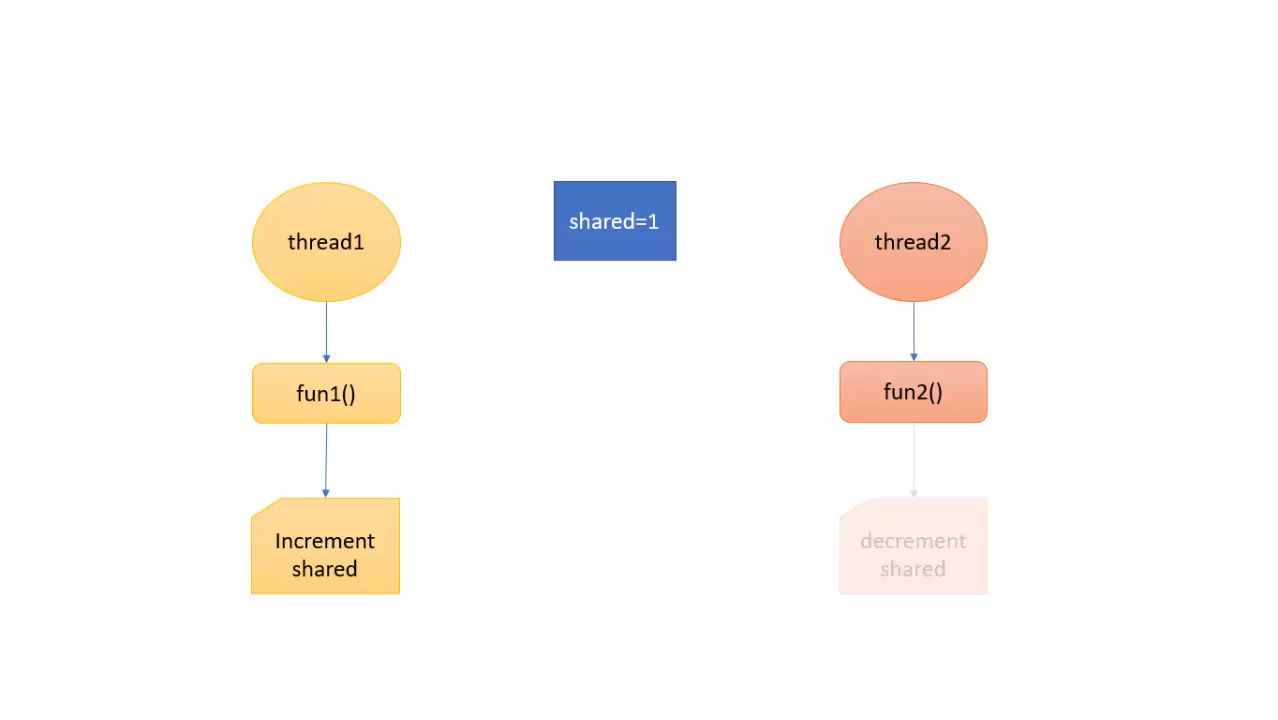 thread1
shared=1
thread2
fun1()
fun2()
Increment
shared
decrement
shared